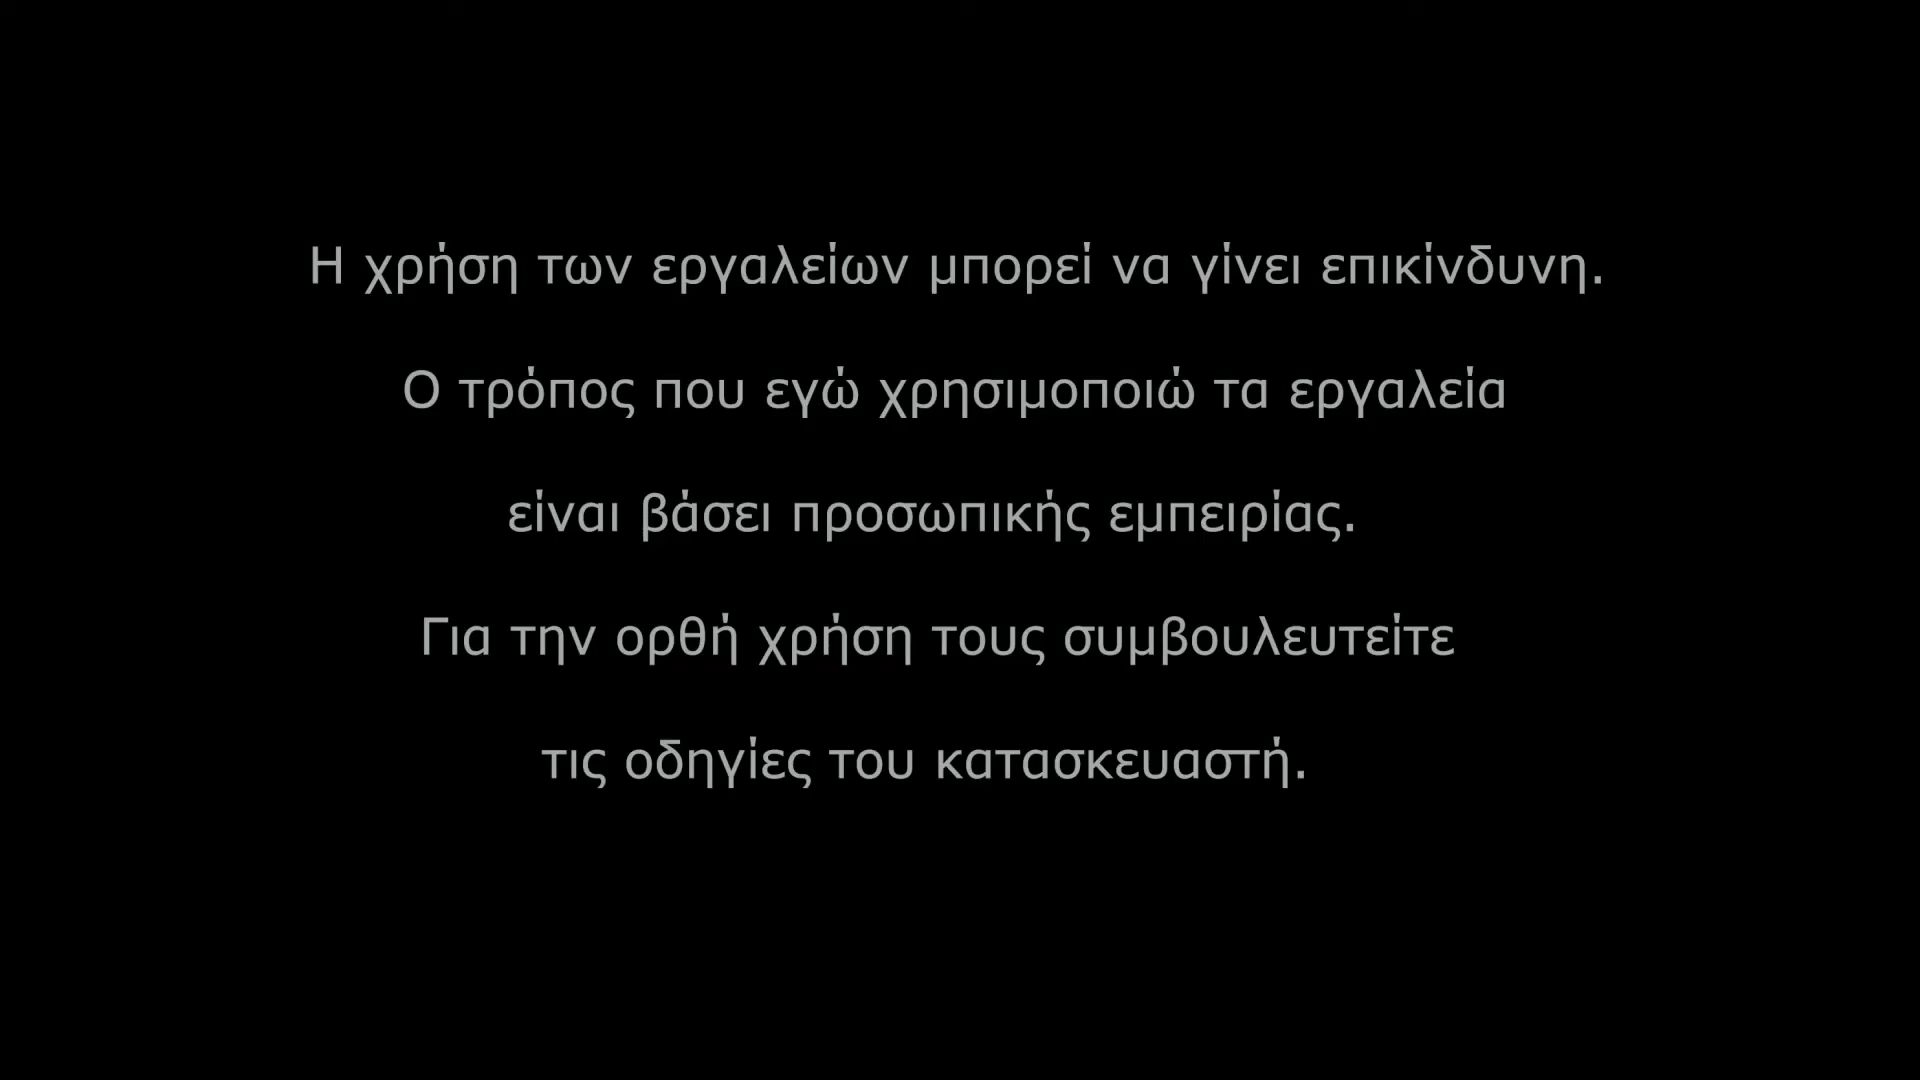 Η χρήση των εργαλείων μπορεί να γίνει επικίνδυνη.
Ο τρόπος που εγώ χρησιμοποιώ τα εργαλεία
είναι βάσει προσωπικής εμπειρίας.
Για την ορθή χρήση τους συμβουλευτείτε
τις οδηγίες του κατασκευαστή.